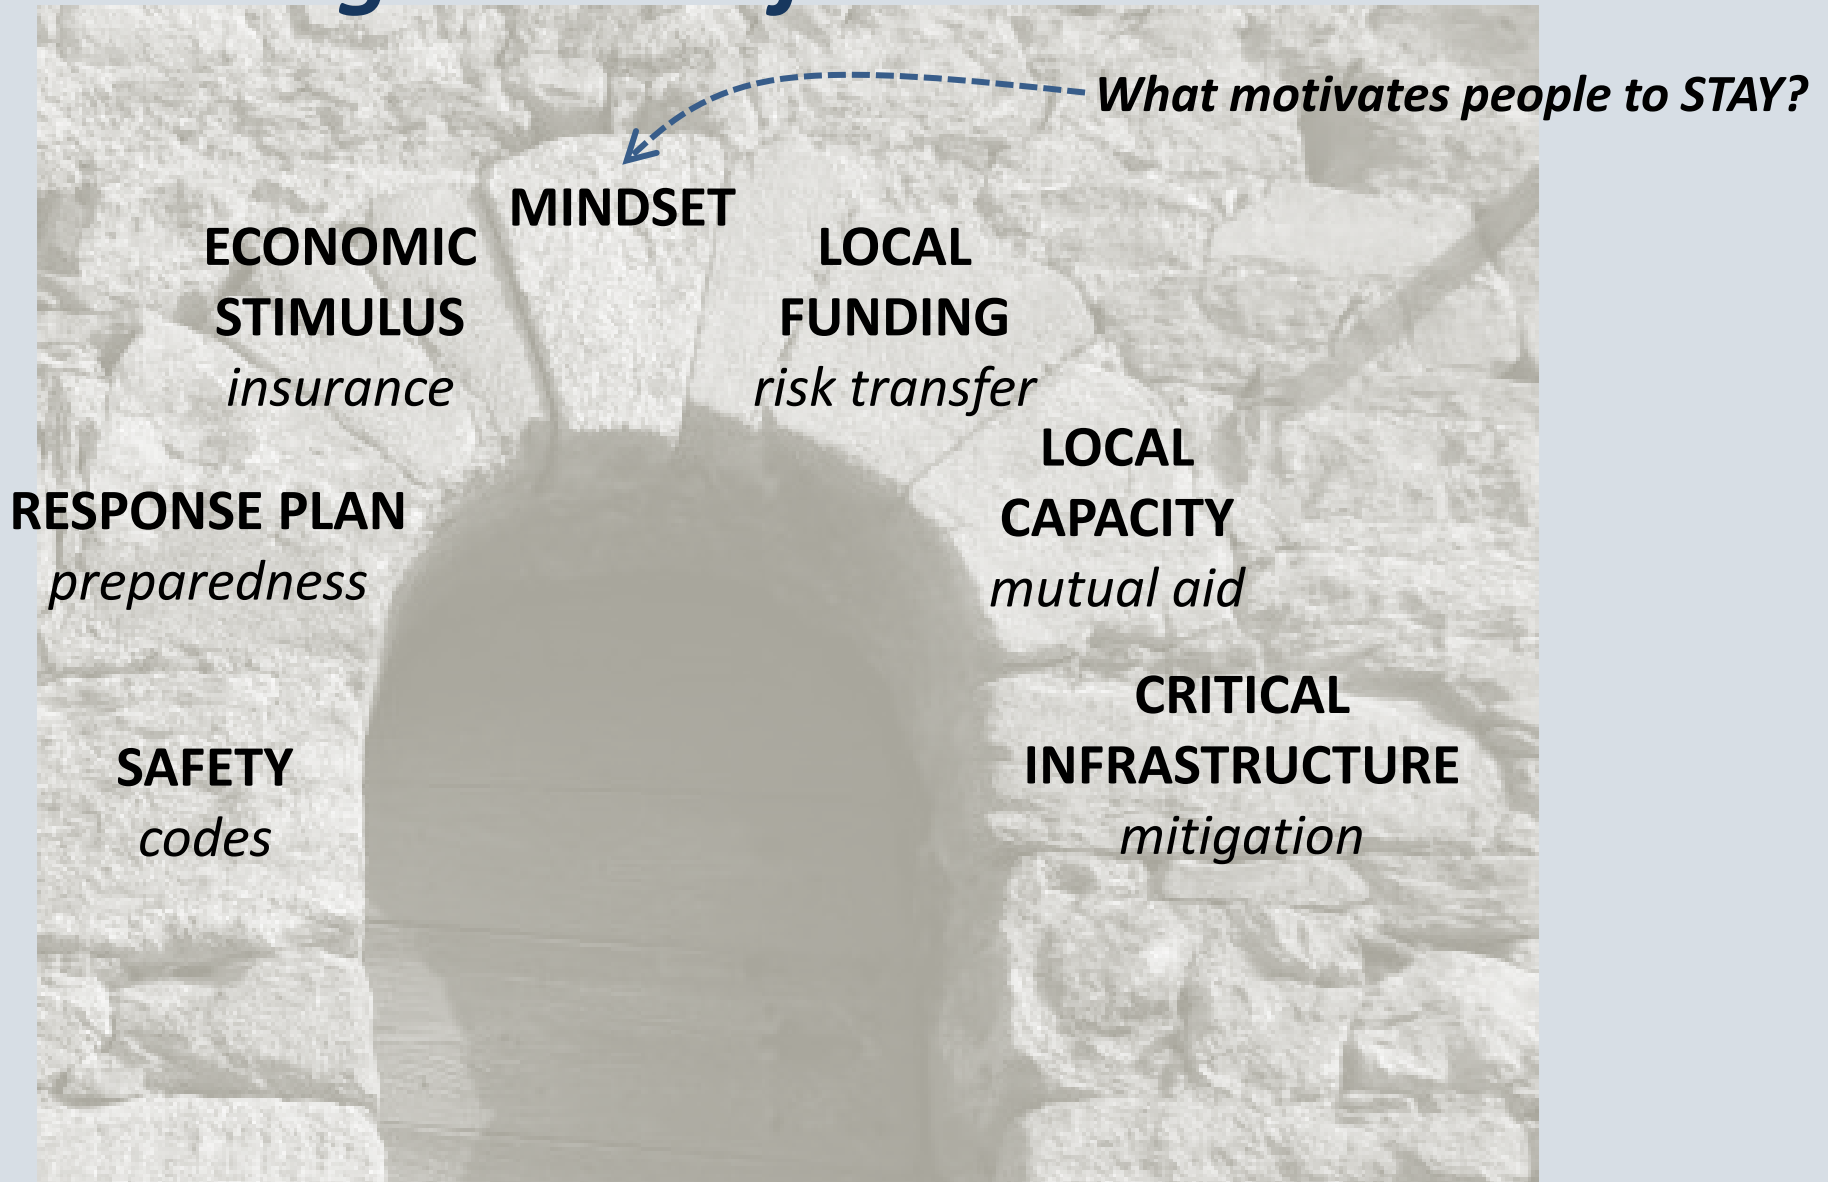 What motivates people to STAY?
MINDSET
ECONOMIC
STIMULUS
insurance
LOCAL
FUNDING
risk transfer
LOCAL
CAPACITY
mutual aid
RESPONSE PLAN
preparedness
CRITICAL
INFRASTRUCTURE
mitigation
SAFETY
codes